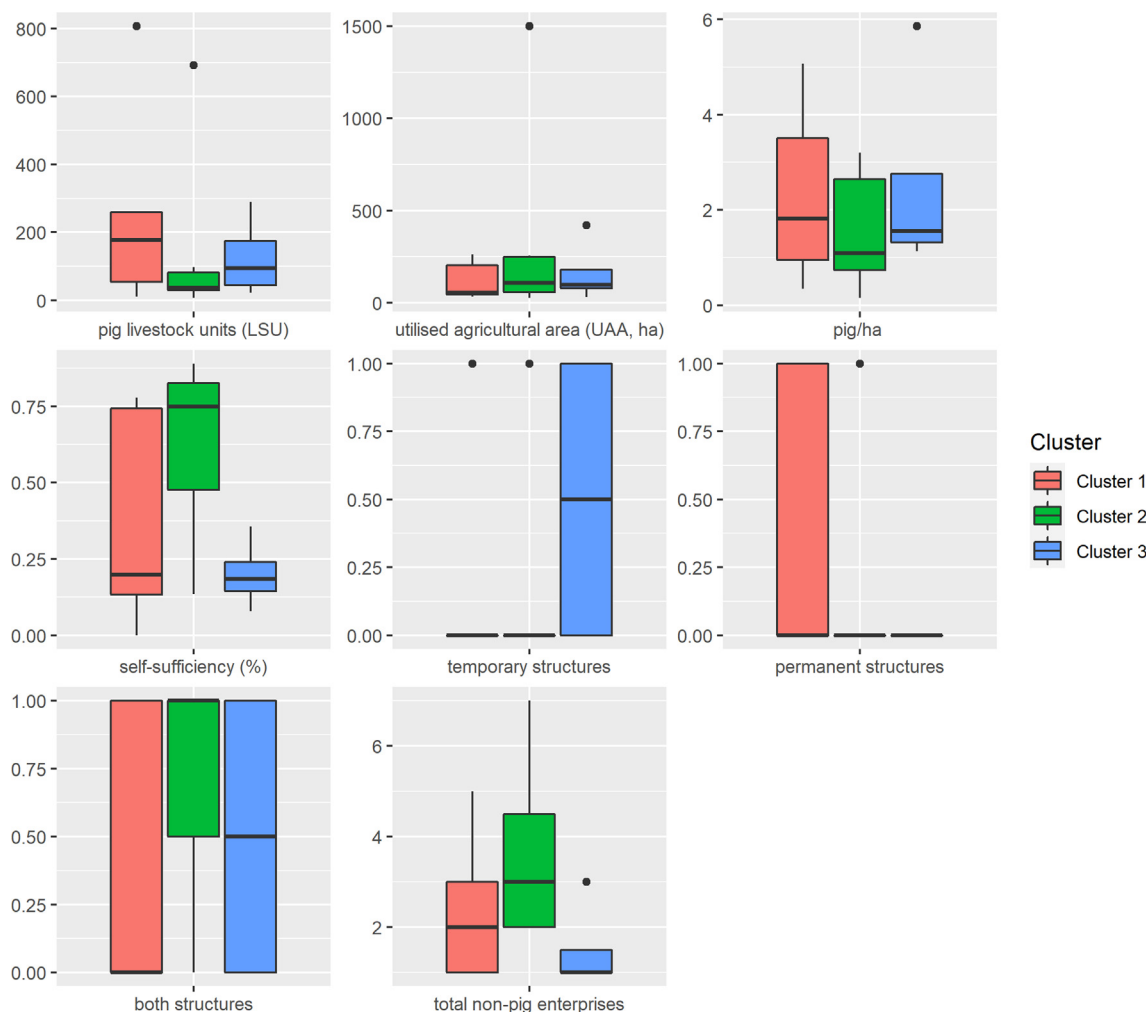 800
600
400
200
0
pig livestock units (LSU)
1500
1000
500
0
utilised agricultural area (UAA, ha)
6
4
2
0
pig/ha
0.75
0.50
0.25
0.00
self-sufficiency (%)
1.00
0.75
0.50
0.25
0.00
temporary structures
1.00
0.75
0.50
0.25
0.00
permanent structures
Cluster
Cluster 1
Cluster 2
Cluster 3
1.00
0.75
0.50
0.25
0.00
both structures
6
4
2
total non-pig enterprises